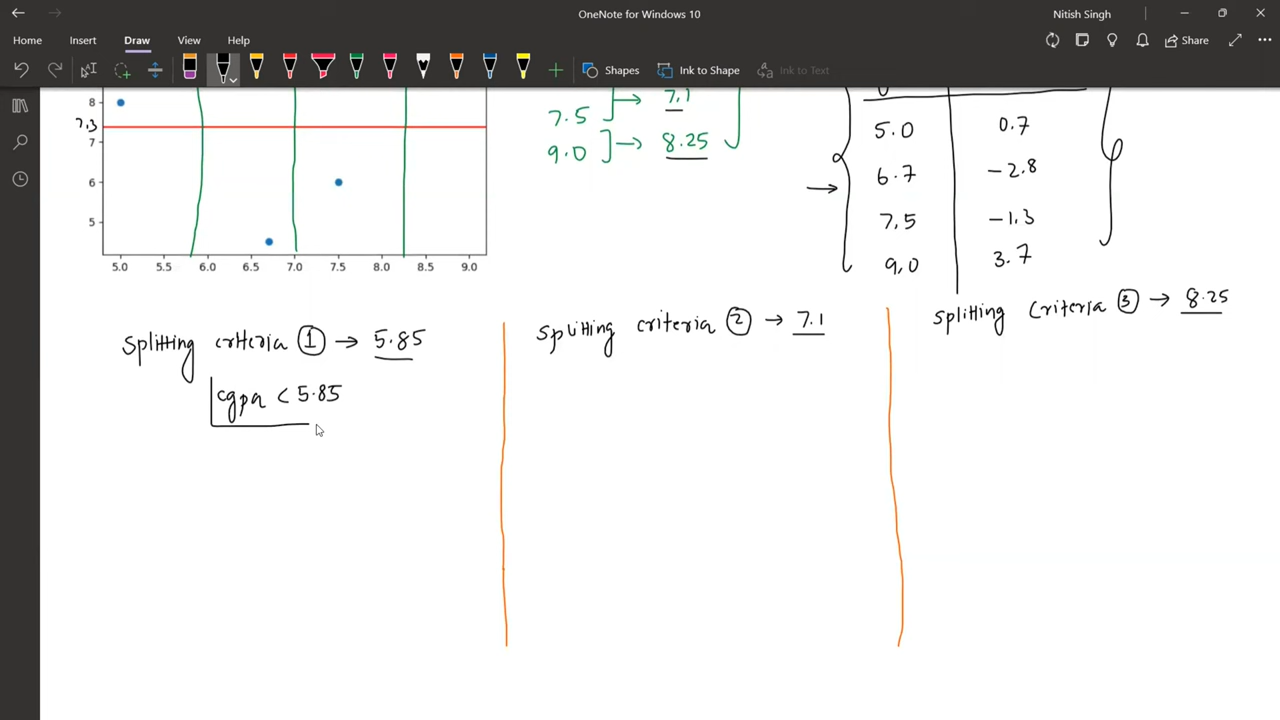 OneNote for Windows 10
Nitish Singh
Home Insert Draw View Help
Share
Shapes
Ink to Shape
Ink to Text
8
7.3
7
6
5
5.0 5.5 6.0 6.5 7.0 7.5 8.0 8.5 9.0
7.1
7.5
9.0 → 8.25
5.0 0.7
→ 6.7 -2.8
7.5 -1.3
9.0 3.7
Splitting criteria 1 → 5.85
cgpa < 5.85
Splitting criteria 2 → 7.1
Splitting Criteria 3 → 8.25